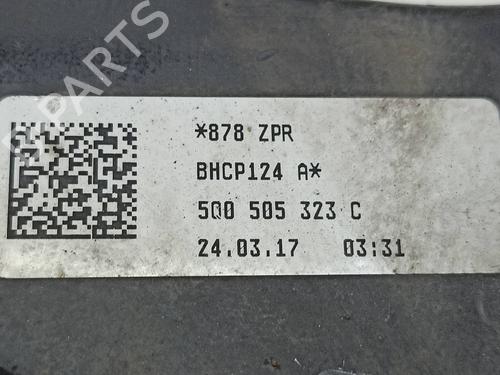 *878 ZPR
BHCP124 A*
5Q0 505 323 C
24.03.17 03:31
B-PARTS